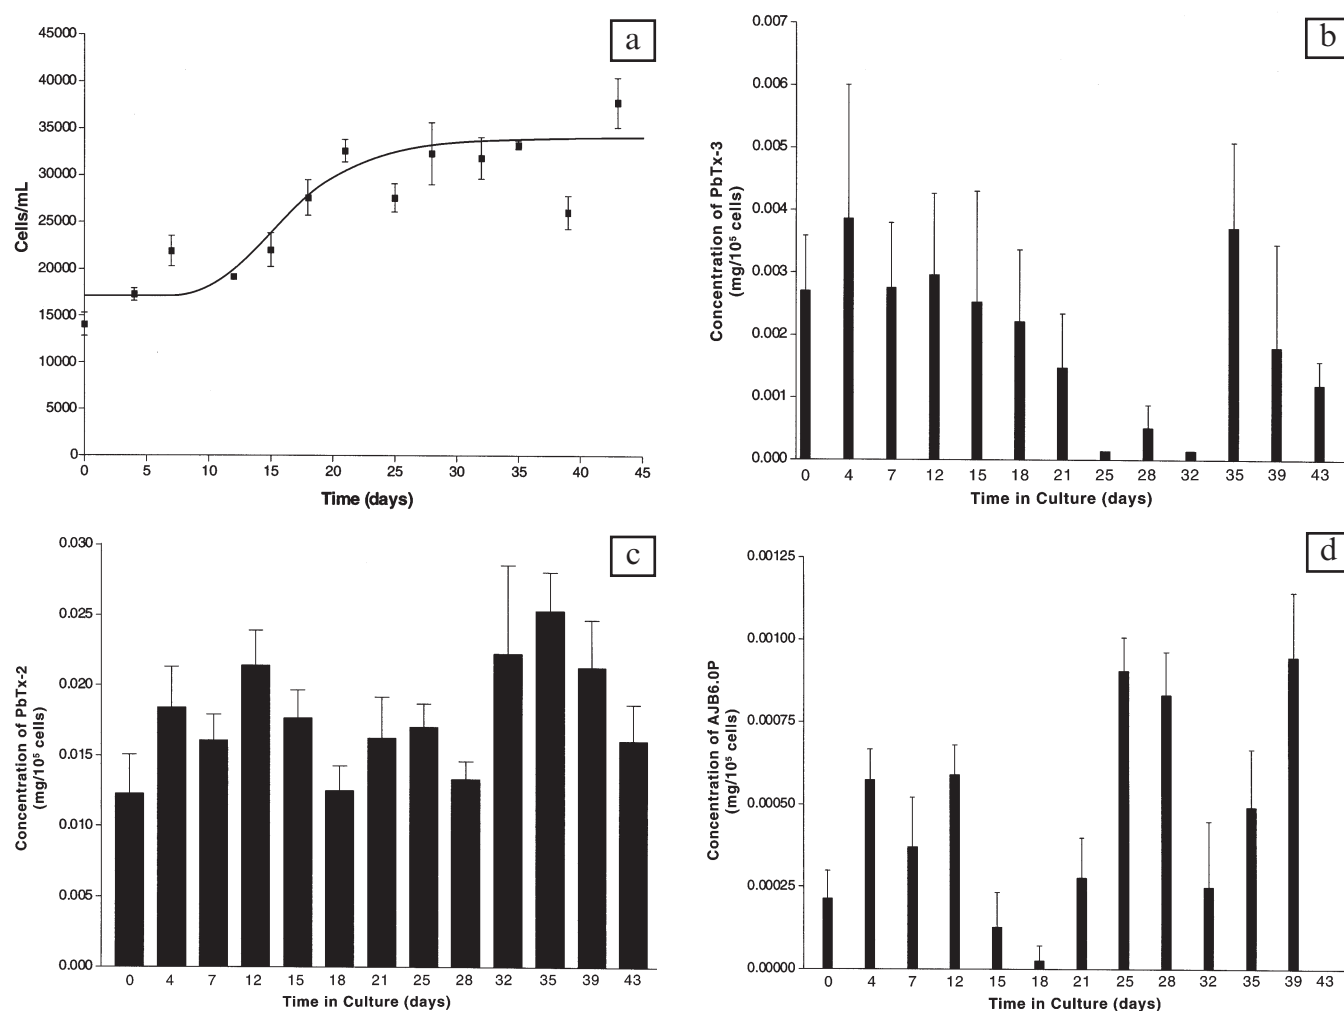 a
45000
40000
35000
30000
25000
20000
15000
10000
5000
0
Cells/mL
0 5 10 15 20 25 30 35 40 45
Time (days)
b
0.007
0.006
0.005
0.004
0.003
0.002
0.001
0.000
Concentration of PbTx-3
(mg/10⁵ cells)
0 4 7 12 15 18 21 25 28 32 35 39 43
Time in Culture (days)
c
0.030
0.025
0.020
0.015
0.010
0.005
0.000
Concentration of PbTx-2
(mg/10⁵ cells)
0 4 7 12 15 18 21 25 28 32 35 39 43
Time in Culture (days)
d
0.00125
0.00100
0.00075
0.00050
0.00025
0.00000
Concentration of AJB6.0P
(mg/10⁵ cells)
0 4 7 12 15 18 21 25 28 32 35 39 43
Time in Culture (days)